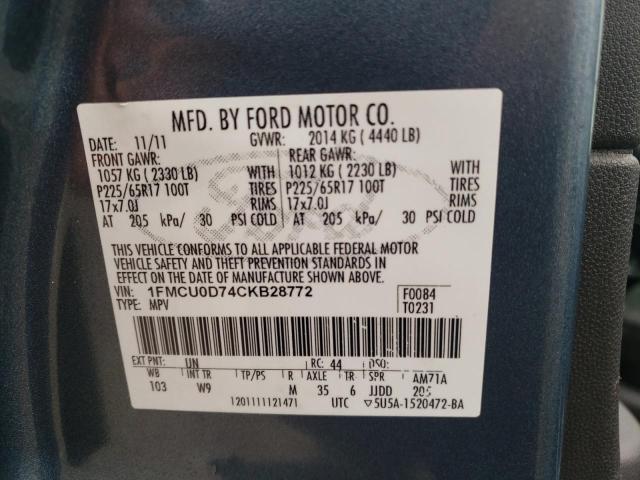 MFD. BY FORD MOTOR CO.
DATE: 11/11 GVWR: 2014 KG ( 4440 LB)
FRONT GAWR: REAR GAWR:
1057 KG ( 2330 LB) WITH 1012 KG ( 2230 LB) WITH
P225/65R17 100T TIRES P225/65R17 100T TIRES
17x7.0J RIMS 17x7.0J RIMS
AT 205 kPa/ 30 PSI COLD AT 205 kPa/ 30 PSI COLD
THIS VEHICLE CONFORMS TO ALL APPLICABLE FEDERAL MOTOR
VEHICLE SAFETY AND THEFT PREVENTION STANDARDS IN
EFFECT ON THE DATE OF MANUFACTURE SHOWN ABOVE.
VIN: 1FMCU0D74CKB28772 F0084
TYPE: MPV T0231
EXT PNT: UN RC: 44 DSO:
WB INT TR TP/PS R AXLE TR SPR AM71A
103 W9 M 35 6 JJDD 205
1201111121471 UTC ▽5U5A-1520472-BA
Ford